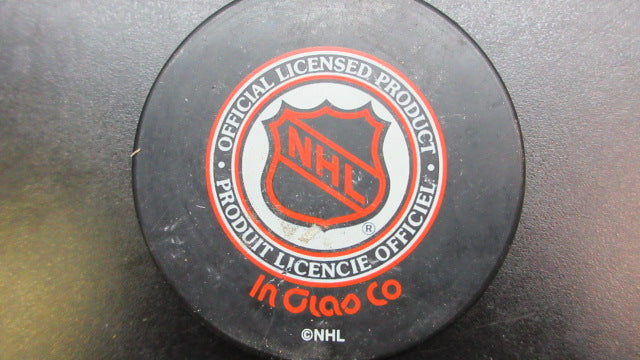 · OFFICIAL LICENSED PRODUCT ·
NHL
®
PRODUIT LICENCIE OFFICIEL
In Glas Co
©NHL